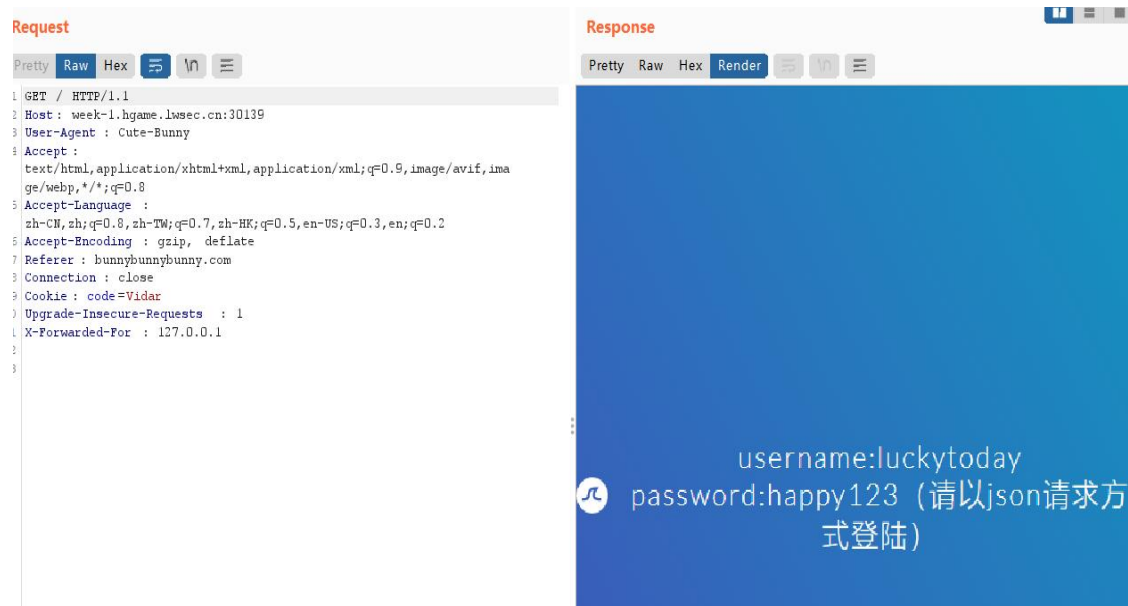 Request
Pretty Raw Hex \n
1 GET / HTTP/1.1
2 Host : week-1.hgame.lwsec.cn:30139
3 User-Agent : Cute-Bunny
4 Accept :
text/html,application/xhtml+xml,application/xml;q=0.9,image/avif,ima
ge/webp,*/*;q=0.8
5 Accept-Language :
zh-CN,zh;q=0.8,zh-TW;q=0.7,zh-HK;q=0.5,en-US;q=0.3,en;q=0.2
6 Accept-Encoding : gzip, deflate
7 Referer : bunnybunnybunny.com
8 Connection : close
9 Cookie : code=Vidar
0 Upgrade-Insecure-Requests : 1
1 X-Forwarded-For : 127.0.0.1
2
3
Response
Pretty Raw Hex Render \n
username:luckytoday
password:happy123（请以json请求方
式登陆）